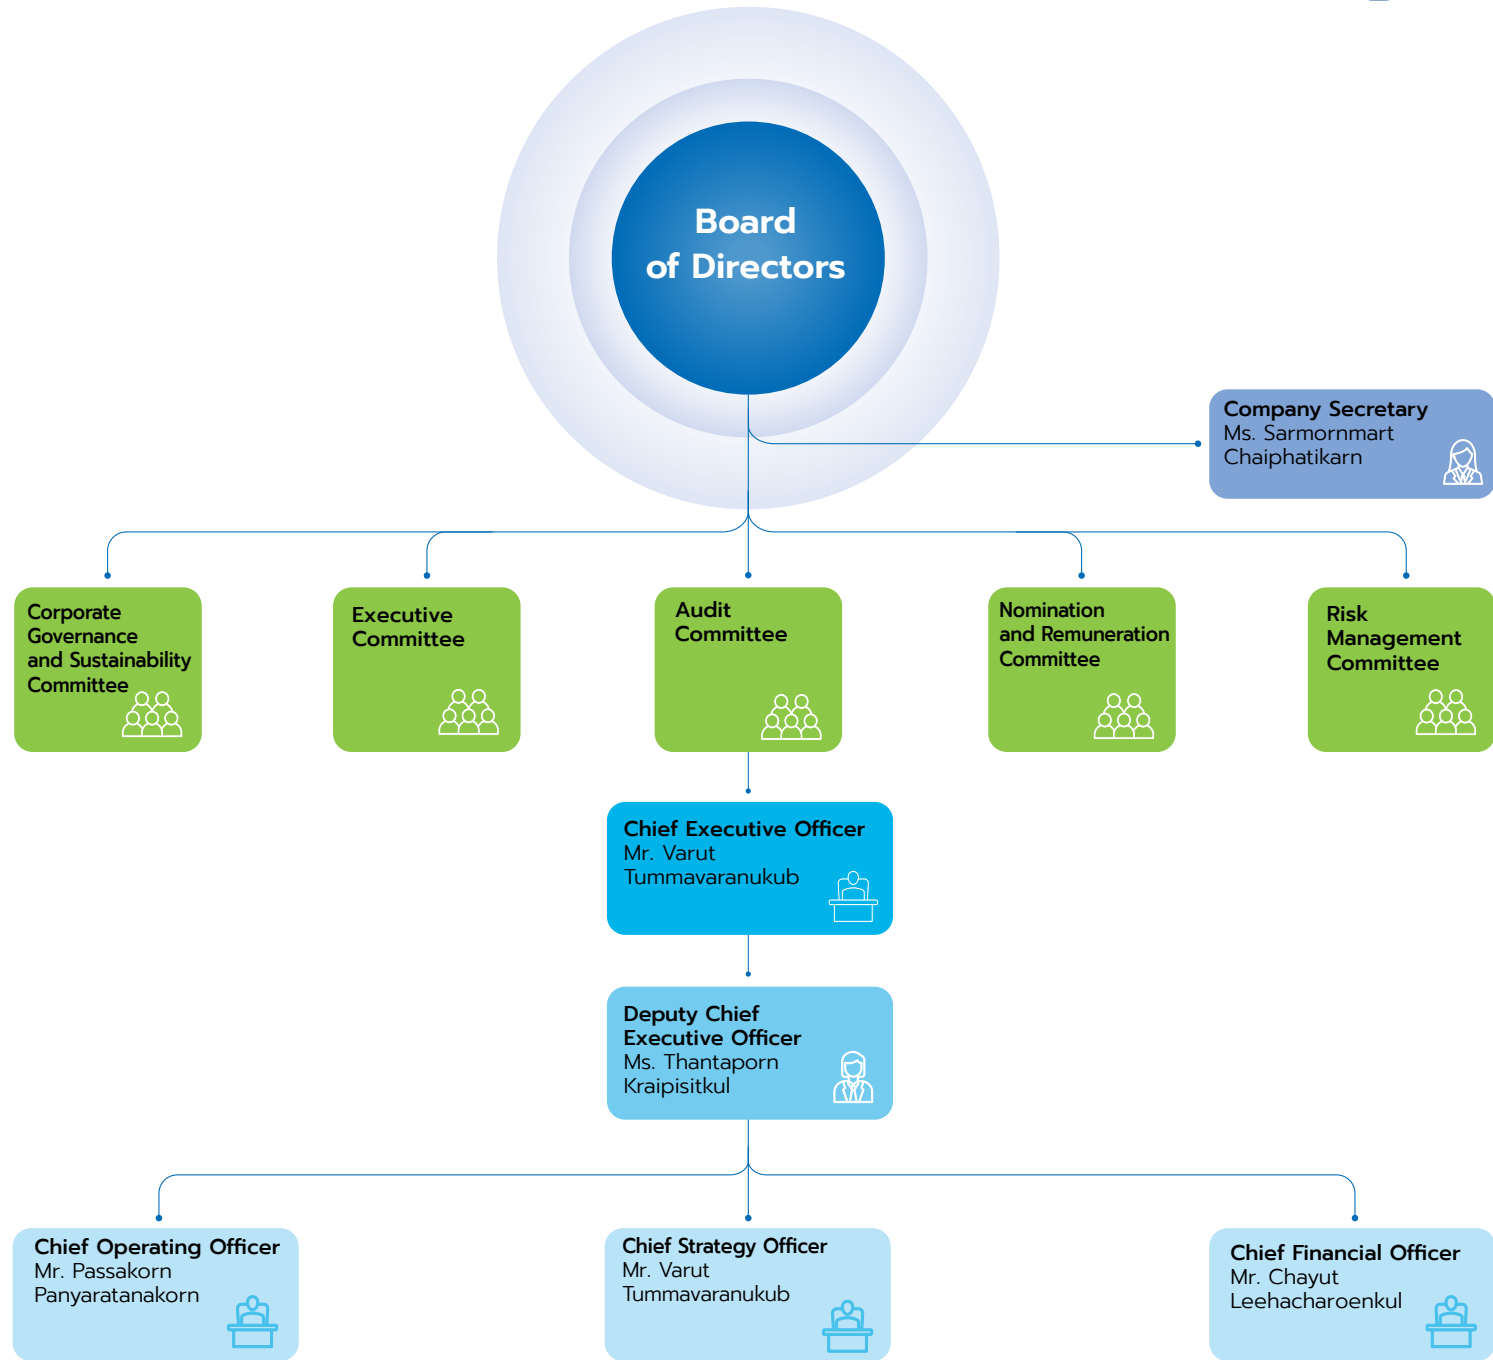 Board
of Directors
Company Secretary
Ms. Sarmornmart
Chaiphatikarn
Corporate
Governance
and Sustainability
Committee
Executive
Committee
Audit
Committee
Nomination
and Remuneration
Committee
Risk
Management
Committee
Chief Executive Officer
Mr. Varut
Tummavaranukub
Deputy Chief
Executive Officer
Ms. Thantaporn
Kraipisitkul
Chief Operating Officer
Mr. Passakorn
Panyaratanakorn
Chief Strategy Officer
Mr. Varut
Tummavaranukub
Chief Financial Officer
Mr. Chayut
Leehacharoenkul